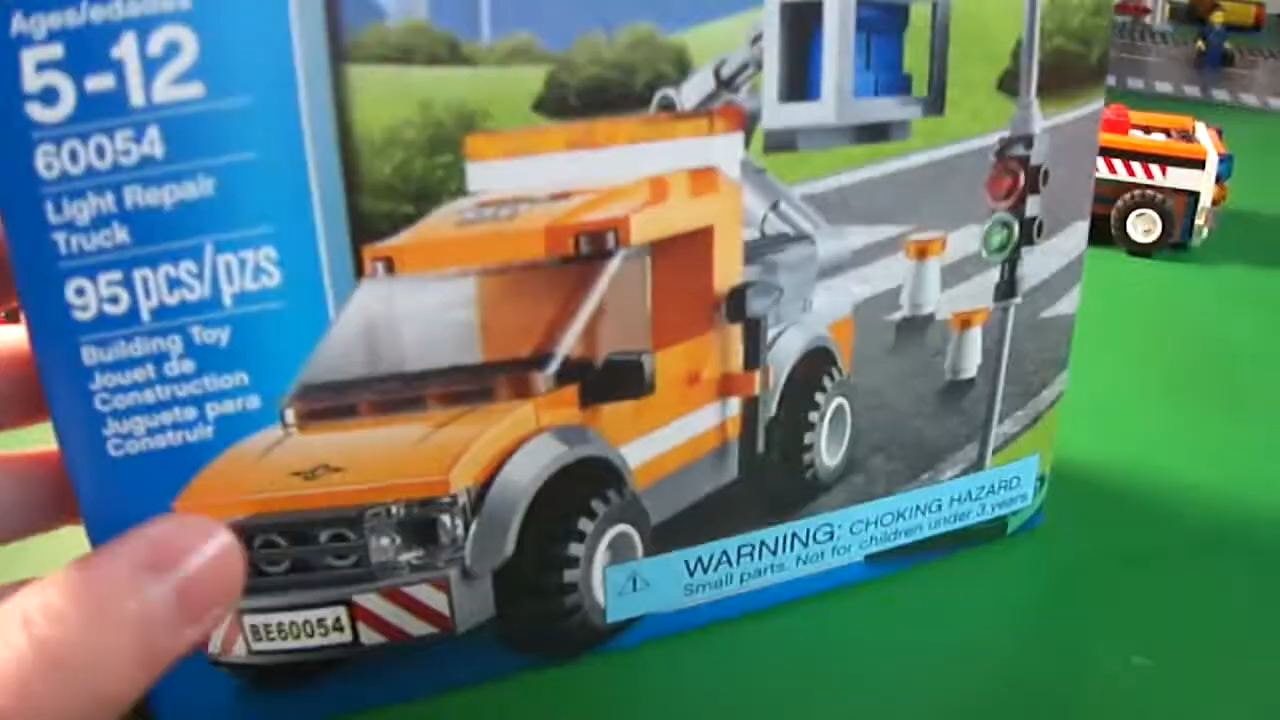 Ages/edades
5-12
60054
Light Repair
Truck
95 pcs/pzs
Building Toy
Jouet de
Construction
Juguete para
Construir
BE60054
WARNING: CHOKING HAZARD.
Small parts. Not for children under 3 years.